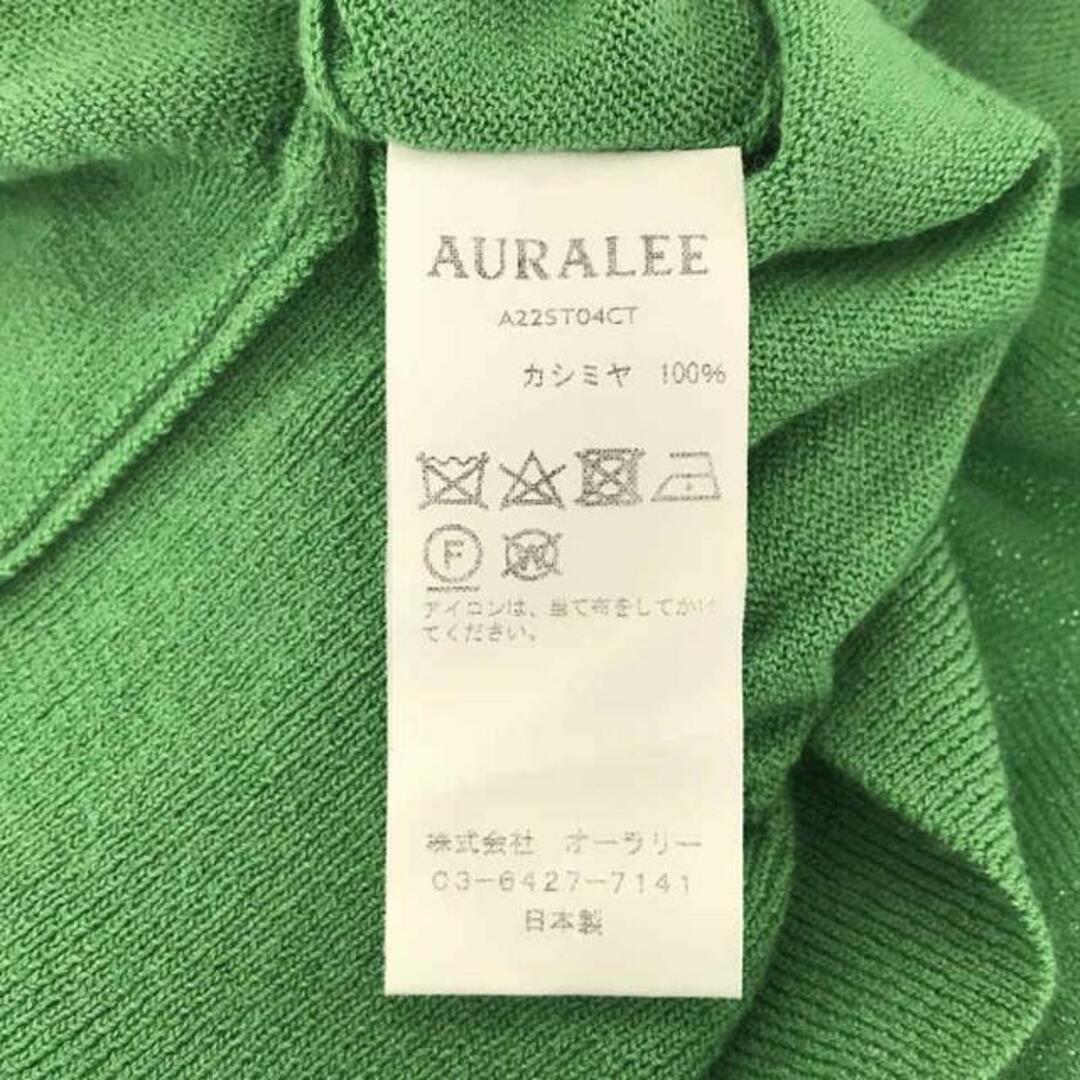 AURALEE
A22ST04CT
カシミヤ 100%
F
W
アイロンは、当て布をしてかけ
てください。
株式会社 オーラリー
03-6427-7141
日本製